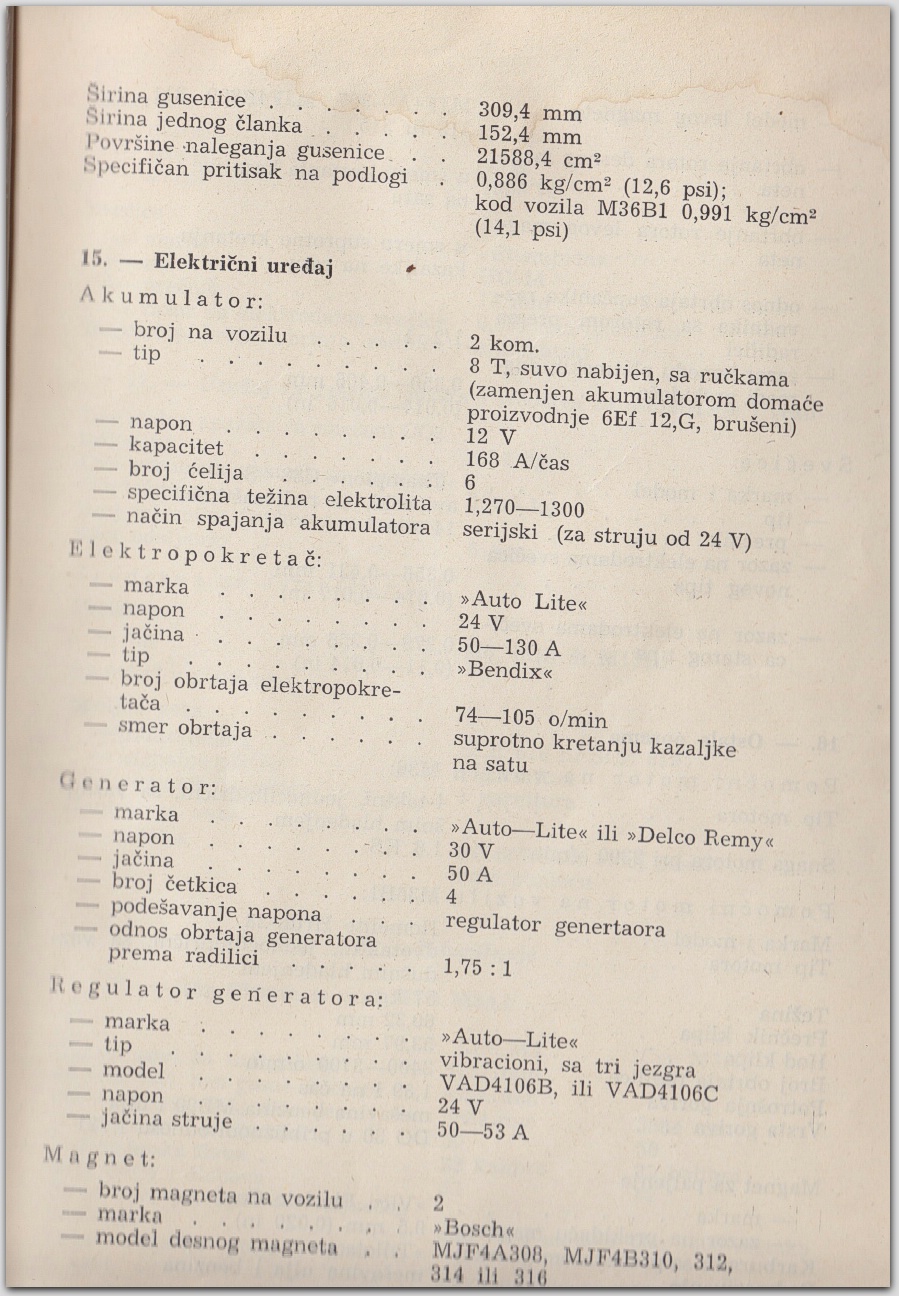 Širina gusenice . . . . . . . 309,4 mm
Širina jednog članka . . . . . 152,4 mm
Površine naleganja gusenice . . 21588,4 cm²
Specifičan pritisak na podlogi . 0,886 kg/cm² (12,6 psi);
kod vozila M36B1 0,991 kg/cm²
(14,1 psi)
15. — Električni uređaj
Akumulator:
— broj na vozilu . . . . . 2 kom.
— tip . . . . . . . . 8 T, suvo nabijen, sa ručkama
(zamenjen akumulatorom domaće
proizvodnje 6Ef 12,G, brušeni)
— napon . . . . . . . 12 V
— kapacitet . . . . . . 168 A/čas
— broj ćelija . . . . . . 6
— specifična težina elektrolita 1,270—1300
— način spajanja akumulatora serijski (za struju od 24 V)
Elektropokretač:
— marka . . . . . . . »Auto Lite«
— napon . . . . . . . 24 V
— jačina . . . . . . . 50—130 A
— tip . . . . . . . . »Bendix«
— broj obrtaja elektropokre-
tača . . . . . . . . 74—105 o/min
— smer obrtaja . . . . . . suprotno kretanju kazaljke
na satu
Generator:
— marka . . . . . . . »Auto—Lite« ili »Delco Remy«
— napon . . . . . . . 30 V
— jačina . . . . . . . 50 A
— broj četkica . . . . . . 4
— podešavanje napona . . . regulator genertaora
— odnos obrtaja generatora
prema radilici . . . . . 1,75 : 1
Regulator generatora:
— marka . . . . . . . »Auto—Lite«
— tip . . . . . . . . vibracioni, sa tri jezgra
— model . . . . . . . VAD4106B, ili VAD4106C
— napon . . . . . . . 24 V
— jačina struje . . . . . . 50—53 A
Magnet:
— broj magneta na vozilu . . 2
— marka . . . . . . . »Bosch«
— model desnog magneta . . MJF4A308, MJF4B310, 312,
314 ili 316